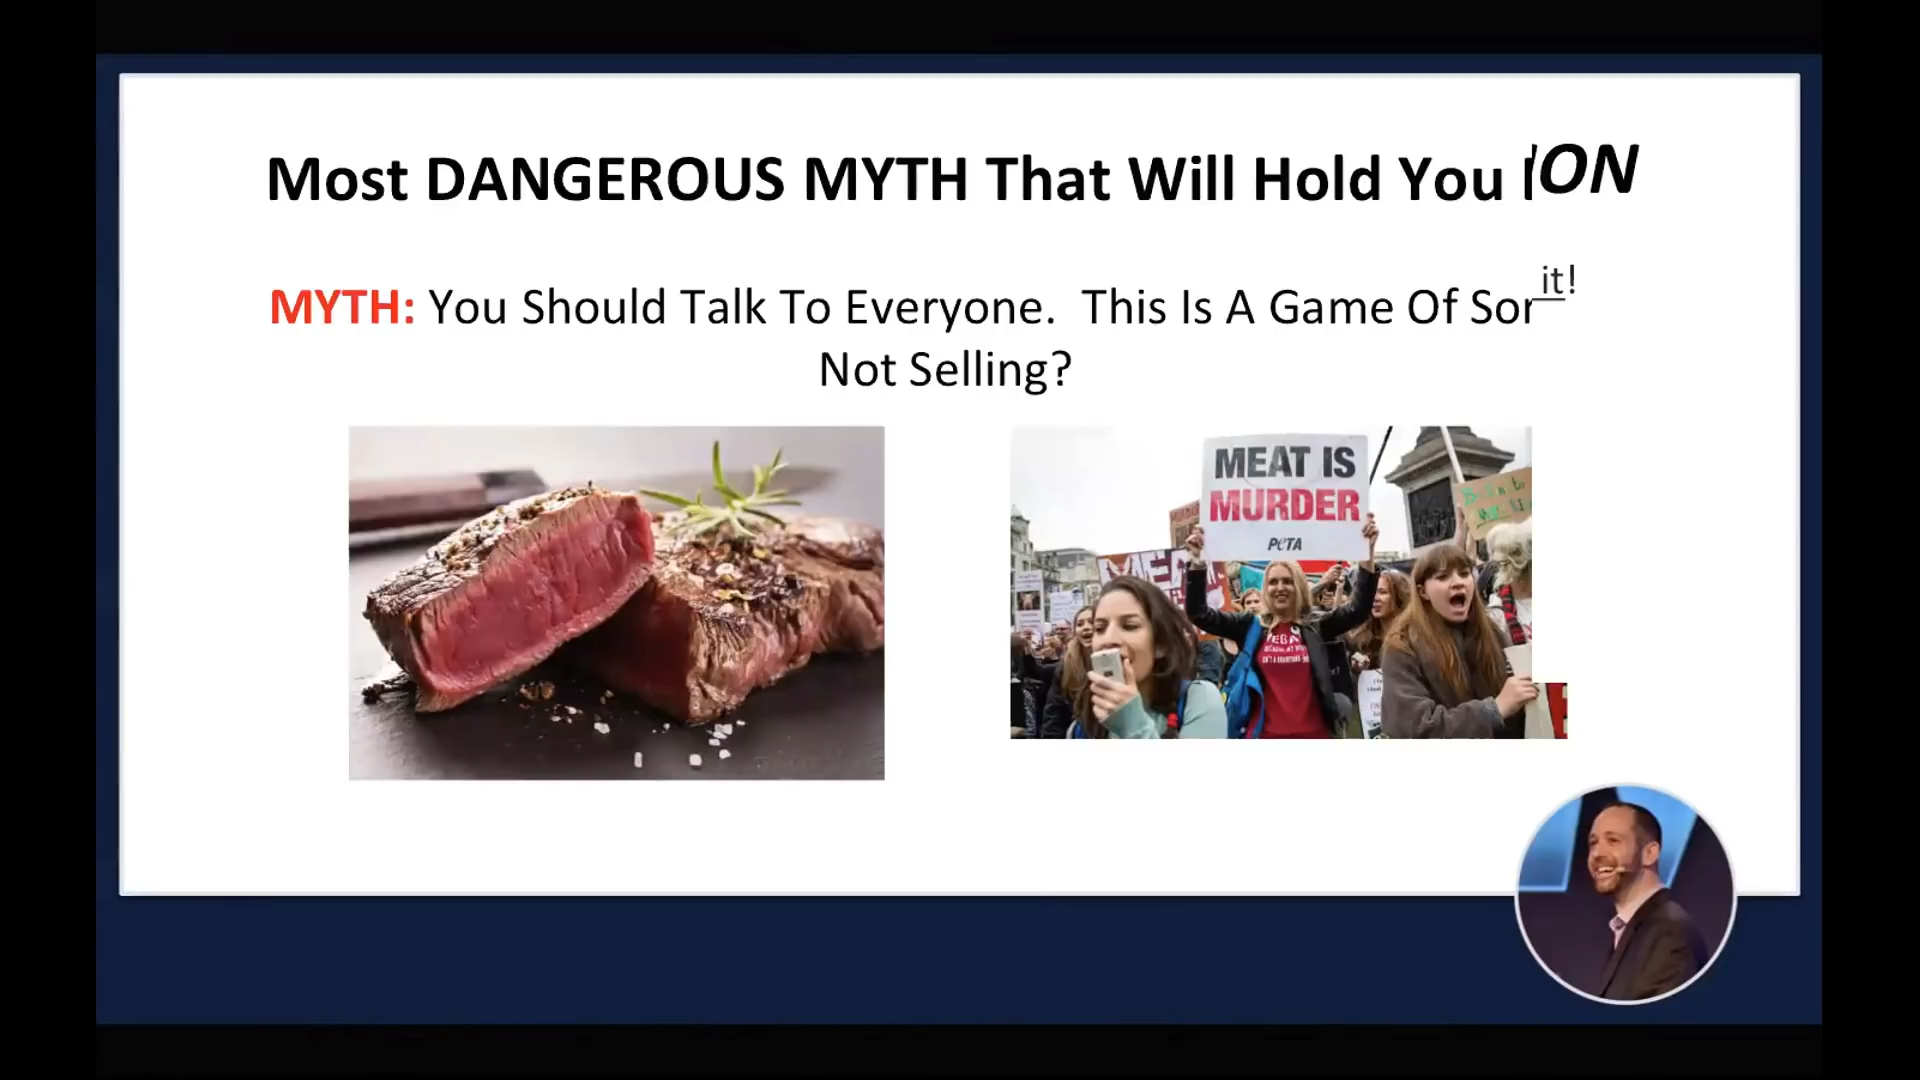 Most DANGEROUS MYTH That Will Hold You
ION
MYTH: You Should Talk To Everyone. This Is A Game Of Sor
it!
Not Selling?
MEAT IS
MURDER
PeTA
MEA